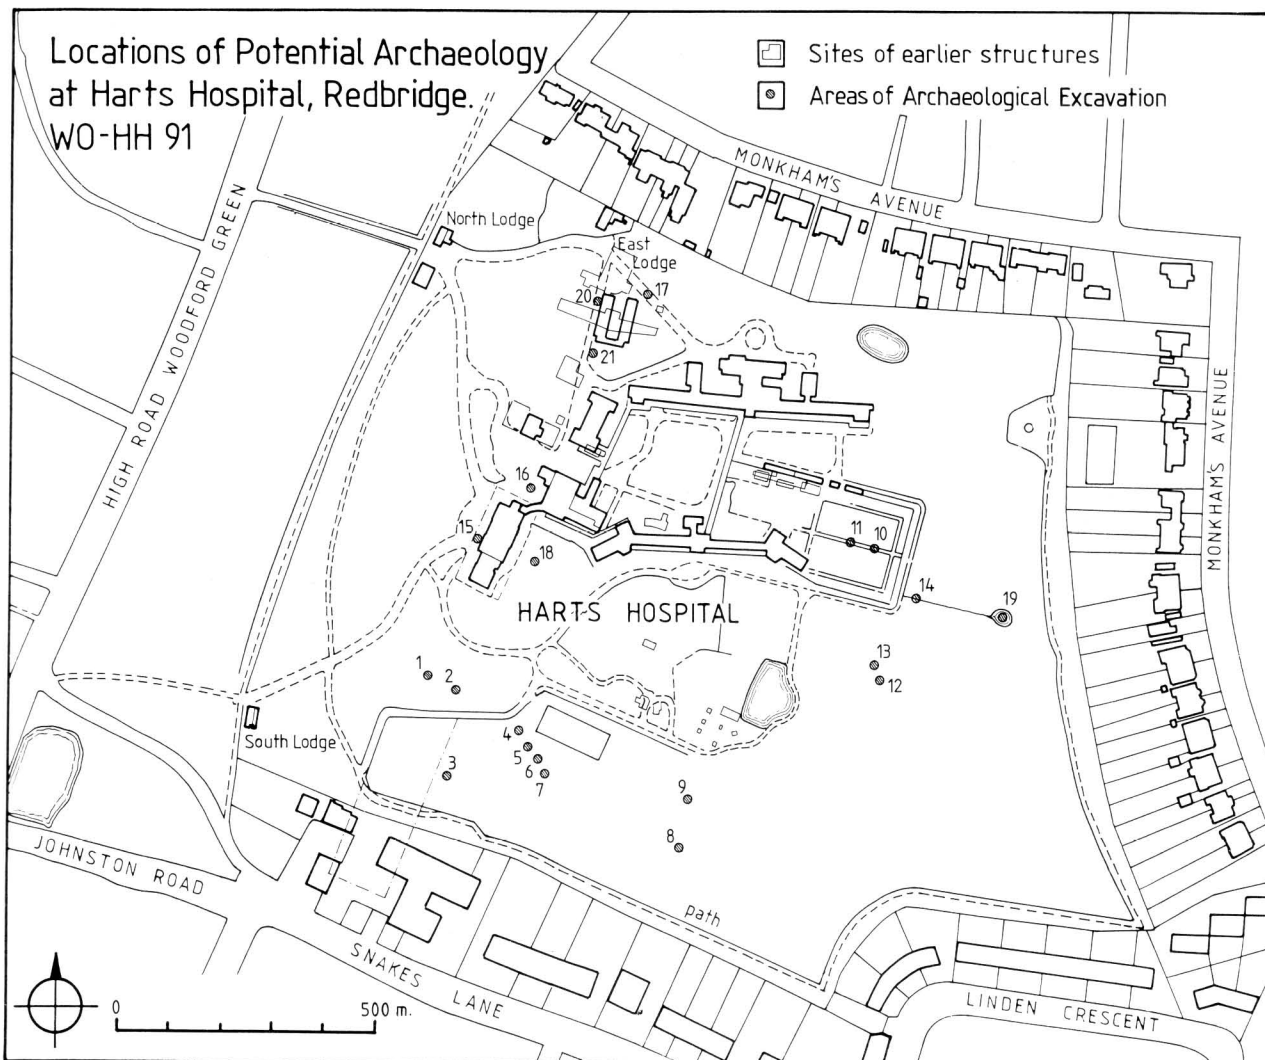 Locations of Potential Archaeology
at Harts Hospital, Redbridge.
WO-HH 91
Sites of earlier structures
Areas of Archaeological Excavation
MONKHAM'S AVENUE
North Lodge
East
Lodge
HIGH ROAD WOODFORD GREEN
20
17
21
16
15
18
11
10
14
19
HARTS HOSPITAL
MONKHAM'S AVENUE
13
12
1
2
South Lodge
4
5
6
7
3
9
8
JOHNSTON ROAD
path
SNAKES LANE
LINDEN CRESCENT
0
500 m.